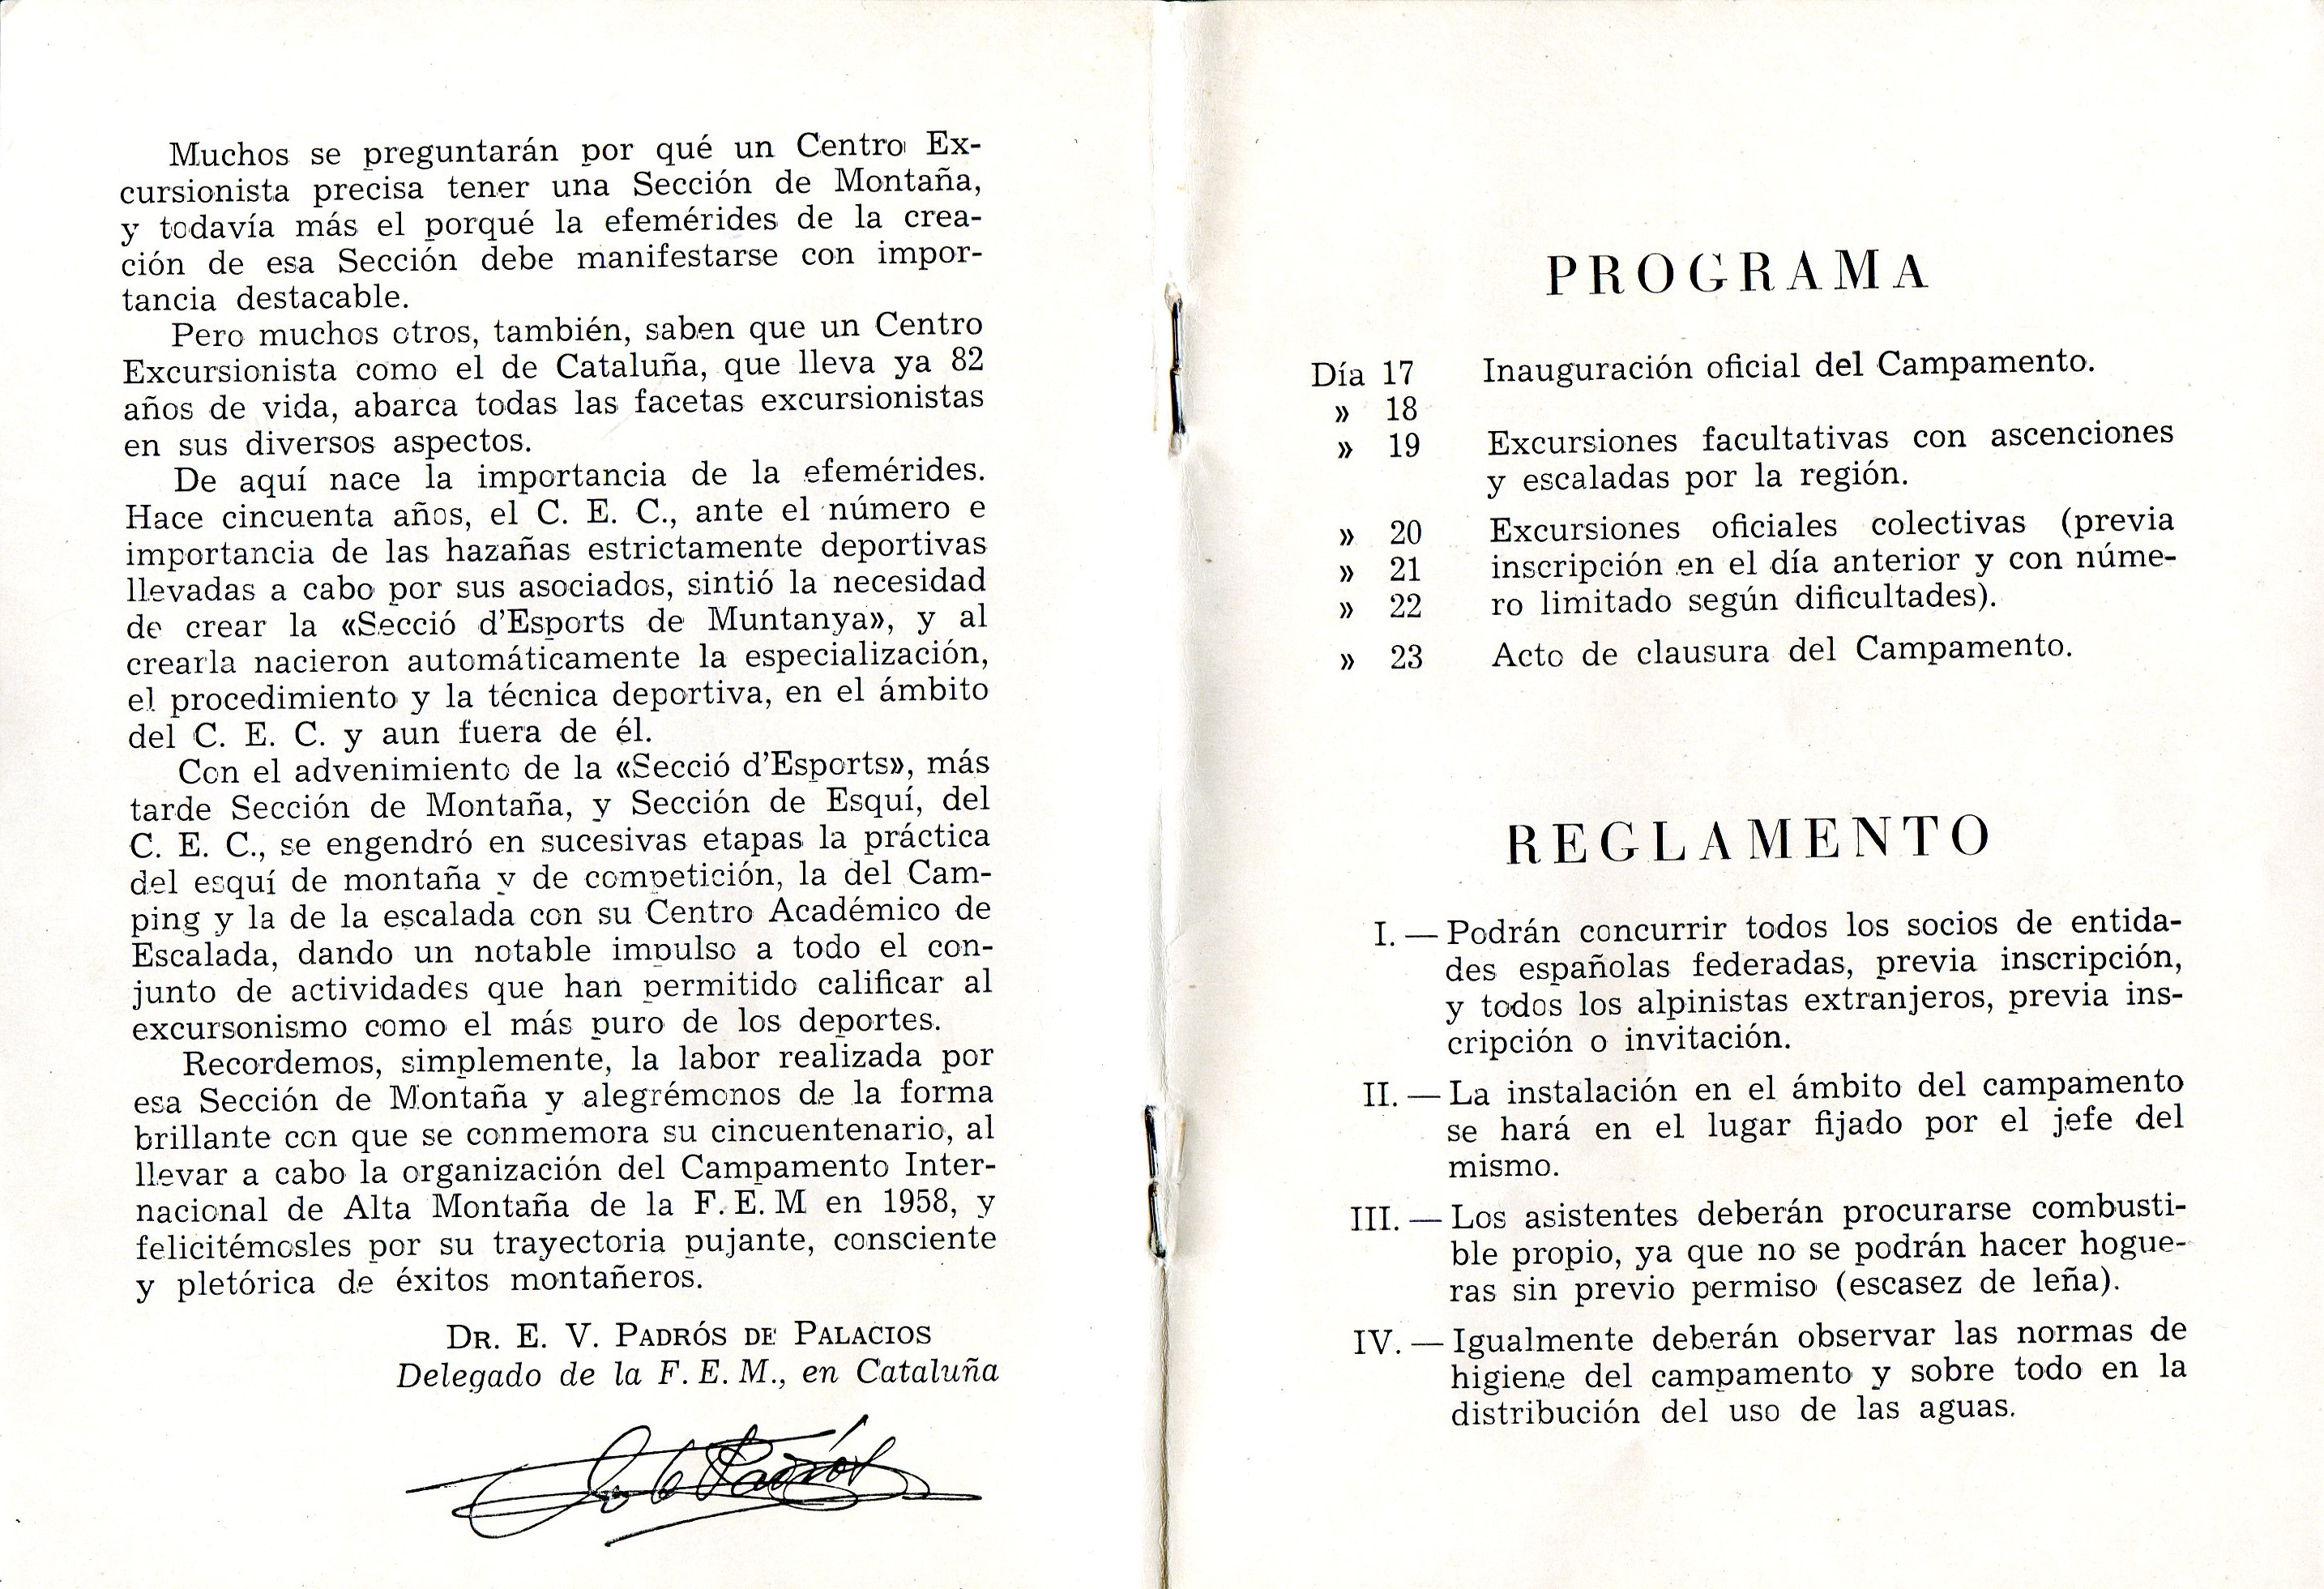 Muchos se preguntarán por qué un Centro Ex-
cursionista precisa tener una Sección de Montaña,
y todavía más el porqué la efemérides de la crea-
ción de esa Sección debe manifestarse con impor-
tancia destacable.
Pero muchos otros, también, saben que un Centro
Excursionista como el de Cataluña, que lleva ya 82
años de vida, abarca todas las facetas excursionistas
en sus diversos aspectos.
De aquí nace la importancia de la efemérides.
Hace cincuenta años, el C. E. C., ante el número e
importancia de las hazañas estrictamente deportivas
llevadas a cabo por sus asociados, sintió la necesidad
de crear la «Secció d'Esports de Muntanya», y al
crearla nacieron automáticamente la especialización,
el procedimiento y la técnica deportiva, en el ámbito
del C. E. C. y aun fuera de él.
Con el advenimiento de la «Secció d'Esports», más
tarde Sección de Montaña, y Sección de Esquí, del
C. E. C., se engendró en sucesivas etapas la práctica
del esquí de montaña y de competición, la del Cam-
ping y la de la escalada con su Centro Académico de
Escalada, dando un notable impulso a todo el con-
junto de actividades que han permitido calificar al
excursonismo como el más puro de los deportes.
Recordemos, simplemente, la labor realizada por
esa Sección de Montaña y alegrémonos de la forma
brillante con que se conmemora su cincuentenario, al
llevar a cabo la organización del Campamento Inter-
nacional de Alta Montaña de la F. E. M en 1958, y
felicitémosles por su trayectoria pujante, consciente
y pletórica de éxitos montañeros.
DR. E. V. PADRÓS DE PALACIOS
Delegado de la F. E. M., en Cataluña
PROGRAMA
Día 17 Inauguración oficial del Campamento.
» 18
» 19 Excursiones facultativas con ascenciones
y escaladas por la región.
» 20 Excursiones oficiales colectivas (previa
» 21 inscripción en el día anterior y con núme-
» 22 ro limitado según dificultades).
» 23 Acto de clausura del Campamento.
REGLAMENTO
I. — Podrán concurrir todos los socios de entida-
des españolas federadas, previa inscripción,
y todos los alpinistas extranjeros, previa ins-
cripción o invitación.
II. — La instalación en el ámbito del campamento
se hará en el lugar fijado por el jefe del
mismo.
III. — Los asistentes deberán procurarse combusti-
ble propio, ya que no se podrán hacer hogue-
ras sin previo permiso (escasez de leña).
IV. — Igualmente deberán observar las normas de
higiene del campamento y sobre todo en la
distribución del uso de las aguas.